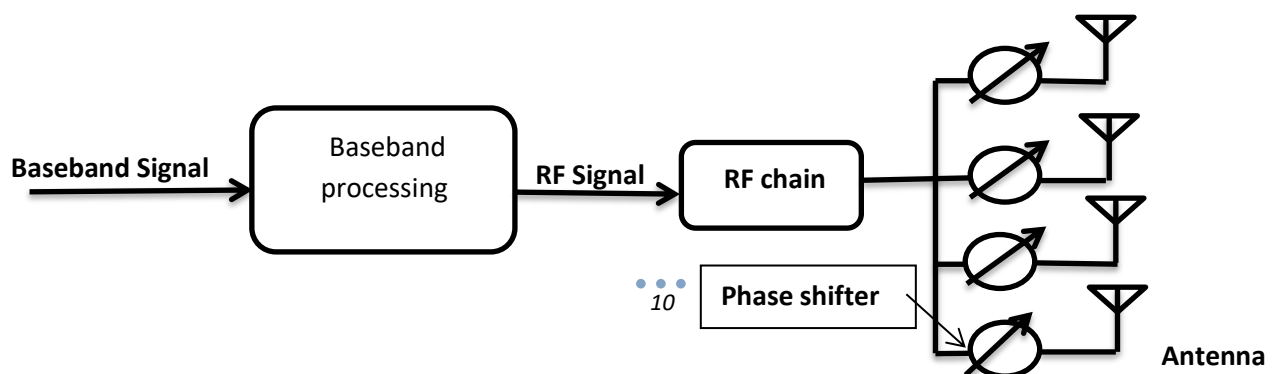 Baseband Signal
Baseband
processing
RF Signal
RF chain
10
Phase shifter
Antenna